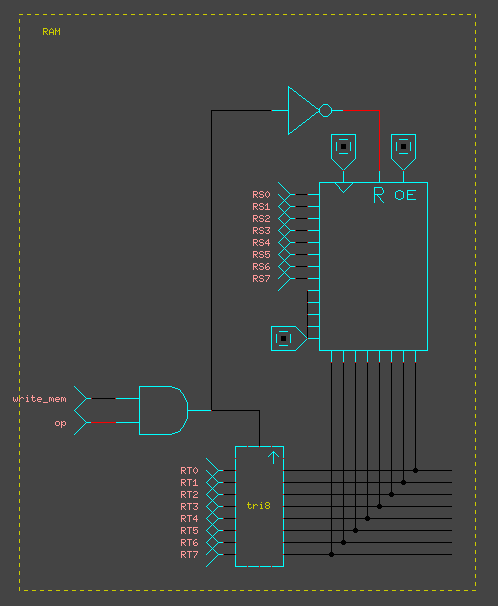 RAM
R OE
RS0
RS1
RS2
RS3
RS4
RS5
RS6
RS7
write_mem
op
RT0
RT1
RT2
RT3
RT4
RT5
RT6
RT7
tri8